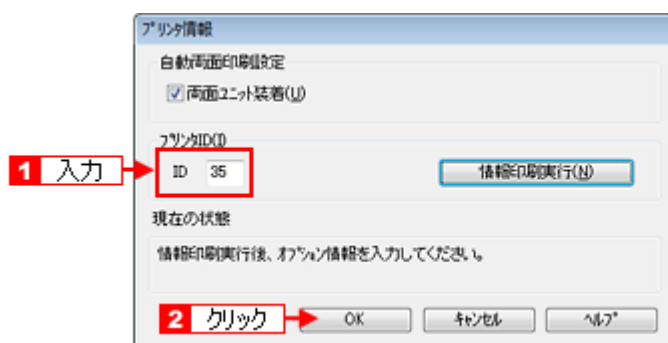 プリンタ情報
自動両面印刷設定
両面ユニット装着(U)
プリンタID(I)
1 入力
ID 35 情報印刷実行(N)
現在の状態
情報印刷実行後、オプション情報を入力してください。
2 クリック OK キャンセル ヘルプ